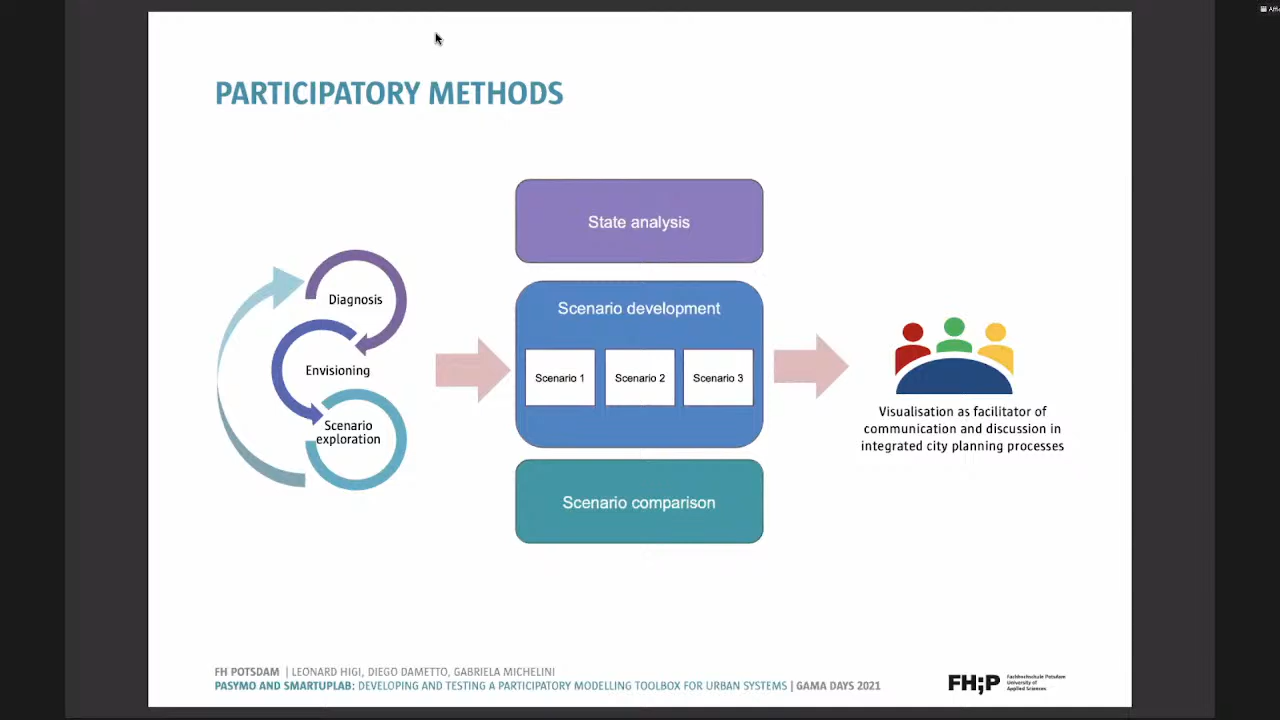 PARTICIPATORY METHODS
Diagnosis
Envisioning
Scenario
exploration
State analysis
Scenario development
Scenario 1
Scenario 2
Scenario 3
Scenario comparison
Visualisation as facilitator of
communication and discussion in
integrated city planning processes
FH POTSDAM | LEONARD HIGI, DIEGO DAMETTO, GABRIELA MICHELINI
PASYMO AND SMARTUPLAB: DEVELOPING AND TESTING A PARTICIPATORY MODELLING TOOLBOX FOR URBAN SYSTEMS | GAMA DAYS 2021
FH;P
Fachhochschule Potsdam
University of
Applied Sciences